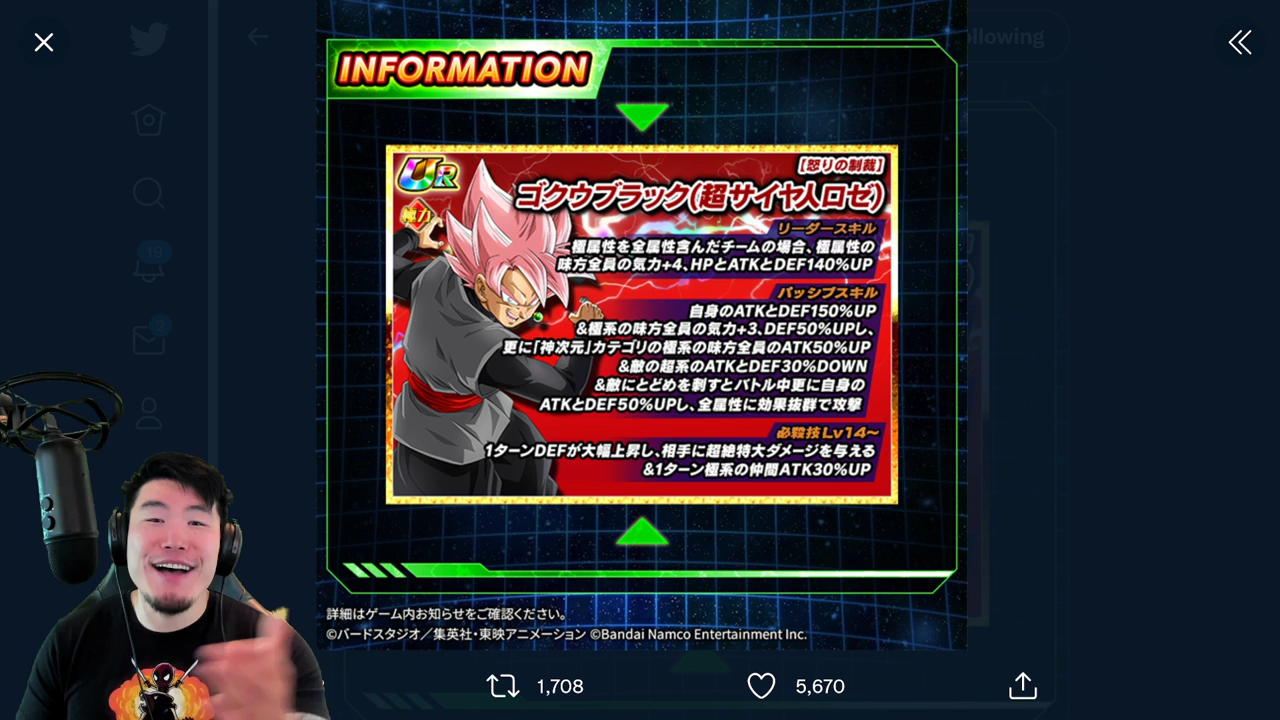 INFORMATION
UR
極力
【怒りの制裁】
ゴクウブラック(超サイヤ人ロゼ)
リーダースキル
極属性を全属性含んだチームの場合、極属性の
味方全員の気力+4、HPとATKとDEF140%UP
パッシブスキル
自身のATKとDEF150%UP
&極系の味方全員の気力+3、DEF50%UPし、
更に「神次元」カテゴリの極系の味方全員のATK50%UP
&敵の超系のATKとDEF30%DOWN
&敵にとどめを刺すとバトル中更に自身の
ATKとDEF50%UPし、全属性に効果抜群で攻撃
必殺技Lv14~
1ターンDEFが大幅上昇し、相手に超絶特大ダメージを与える
&1ターン極系の仲間ATK30%UP
詳細はゲーム内お知らせをご確認ください。
©バードスタジオ／集英社・東映アニメーション ©Bandai Namco Entertainment Inc.
1,708
5,670
19